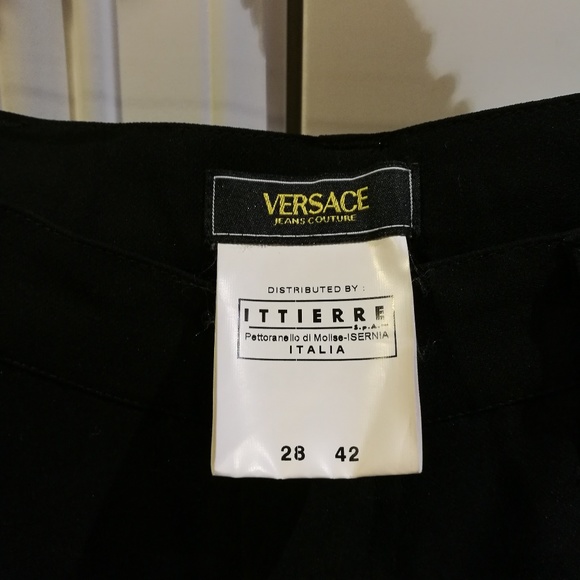 VERSACE
JEANS COUTURE
DISTRIBUTED BY :
ITTIERRE
S.p.A.
Pettoranello di Molise-ISERNIA
ITALIA
28 42